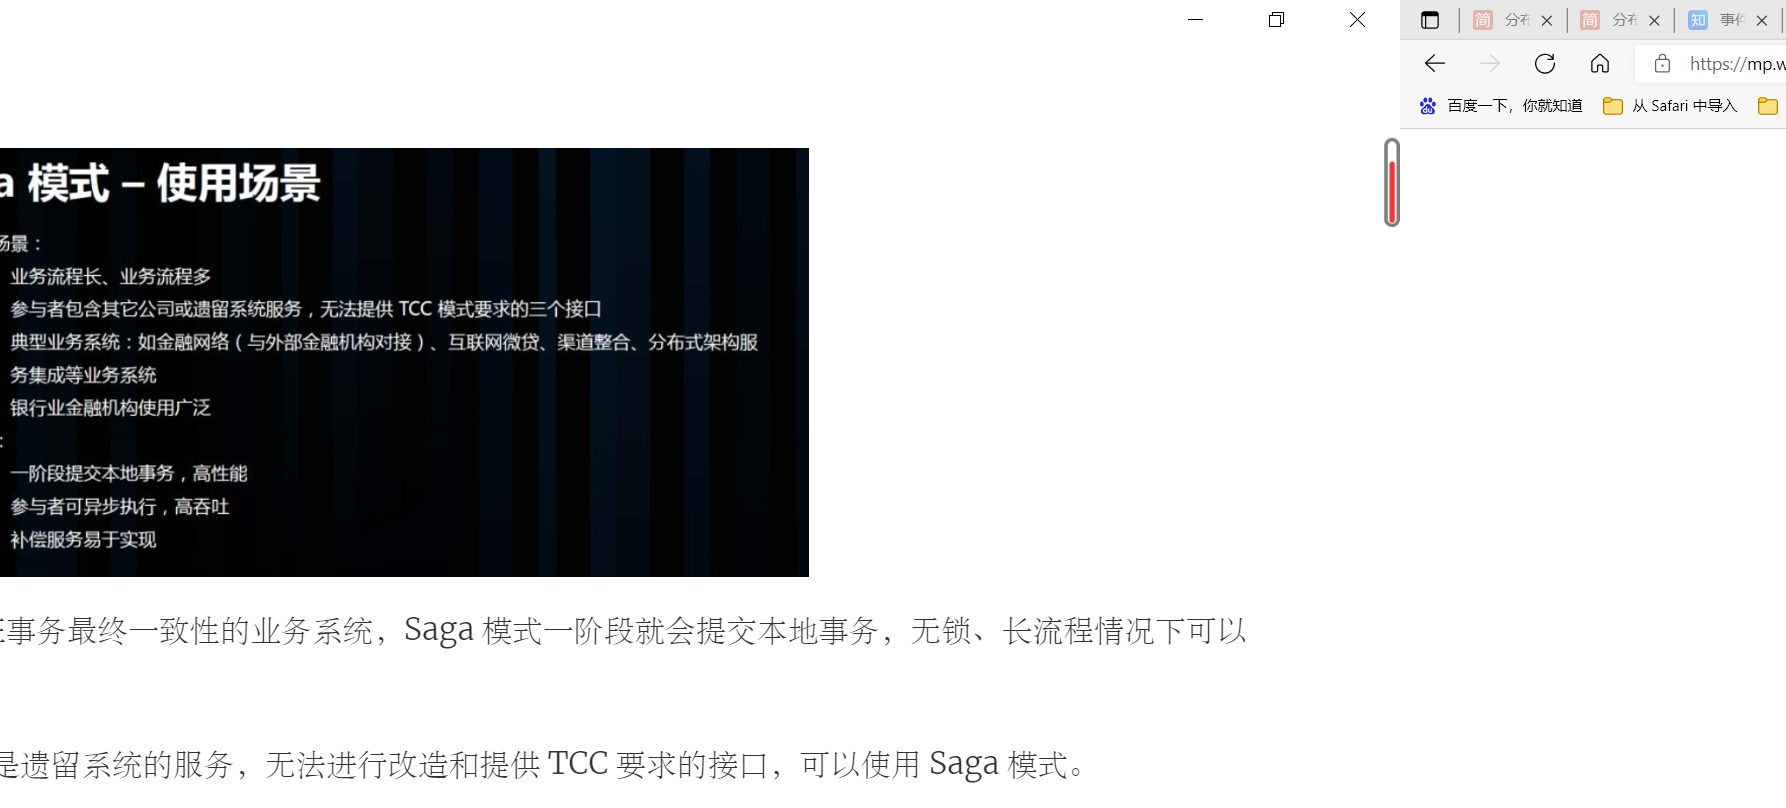 简 分布
简 分布
知 事件
https://mp.w
百度一下，你就知道
从 Safari 中导入
a 模式 – 使用场景
场景：
业务流程长、业务流程多
参与者包含其它公司或遗留系统服务，无法提供 TCC 模式要求的三个接口
典型业务系统：如金融网络（与外部金融机构对接）、互联网微贷、渠道整合、分布式架构服
务集成等业务系统
银行业金融机构使用广泛
：
一阶段提交本地事务，高性能
参与者可异步执行，高吞吐
补偿服务易于实现
事务最终一致性的业务系统，Saga 模式一阶段就会提交本地事务，无锁、长流程情况下可以
是遗留系统的服务，无法进行改造和提供 TCC 要求的接口，可以使用 Saga 模式。